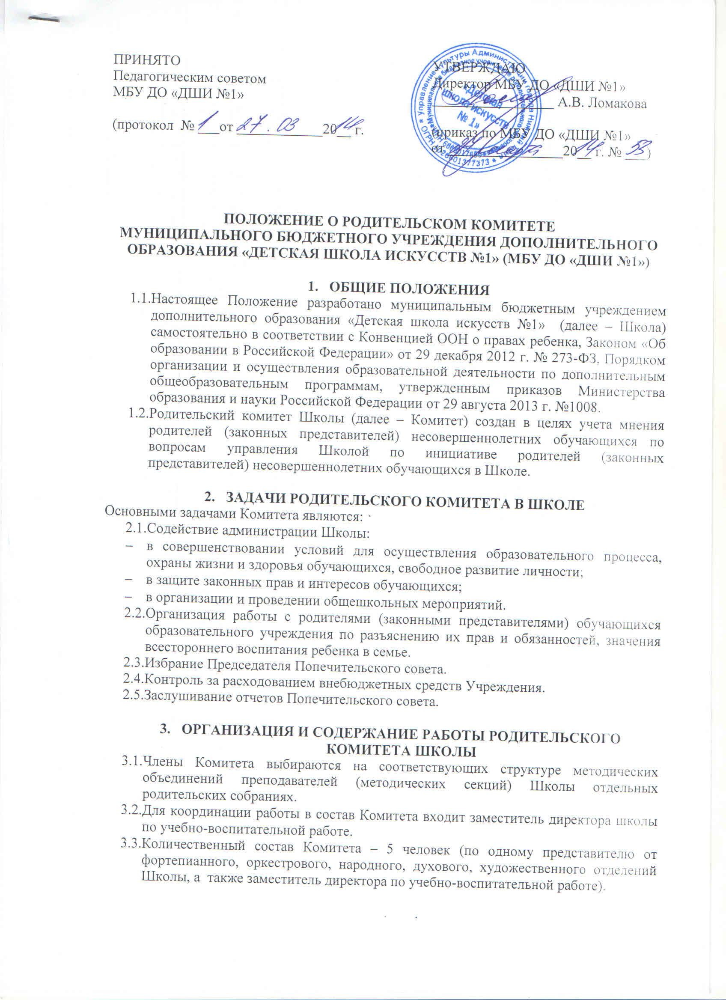 ПРИНЯТО
Педагогическим советом
МБУ ДО «ДШИ №1»
(протокол № 1 от 27.03 2014 г.
УТВЕРЖДАЮ
Директор МБУ ДО «ДШИ №1»
А.В. Ломакова
(приказ по МБУ ДО «ДШИ №1»
от 27 марта 2014 г. № 33)
«Детская
школа искусств
№ 1»
ПОЛОЖЕНИЕ О РОДИТЕЛЬСКОМ КОМИТЕТЕ
МУНИЦИПАЛЬНОГО БЮДЖЕТНОГО УЧРЕЖДЕНИЯ ДОПОЛНИТЕЛЬНОГО
ОБРАЗОВАНИЯ «ДЕТСКАЯ ШКОЛА ИСКУССТВ №1» (МБУ ДО «ДШИ №1»)
1. ОБЩИЕ ПОЛОЖЕНИЯ
1.1.Настоящее Положение разработано муниципальным бюджетным учреждением
дополнительного образования «Детская школа искусств №1» (далее – Школа)
самостоятельно в соответствии с Конвенцией ООН о правах ребенка, Законом «Об
образовании в Российской Федерации» от 29 декабря 2012 г. № 273-ФЗ, Порядком
организации и осуществления образовательной деятельности по дополнительным
общеобразовательным программам, утвержденным приказов Министерства
образования и науки Российской Федерации от 29 августа 2013 г. №1008.
1.2.Родительский комитет Школы (далее – Комитет) создан в целях учета мнения
родителей (законных представителей) несовершеннолетних обучающихся по
вопросам управления Школой по инициативе родителей (законных
представителей) несовершеннолетних обучающихся в Школе.
2. ЗАДАЧИ РОДИТЕЛЬСКОГО КОМИТЕТА В ШКОЛЕ
Основными задачами Комитета являются:
2.1.Содействие администрации Школы:
– в совершенствовании условий для осуществления образовательного процесса,
охраны жизни и здоровья обучающихся, свободное развитие личности;
– в защите законных прав и интересов обучающихся;
– в организации и проведении общешкольных мероприятий.
2.2.Организация работы с родителями (законными представителями) обучающихся
образовательного учреждения по разъяснению их прав и обязанностей, значения
всестороннего воспитания ребенка в семье.
2.3.Избрание Председателя Попечительского совета.
2.4.Контроль за расходованием внебюджетных средств Учреждения.
2.5.Заслушивание отчетов Попечительского совета.
3. ОРГАНИЗАЦИЯ И СОДЕРЖАНИЕ РАБОТЫ РОДИТЕЛЬСКОГО
КОМИТЕТА ШКОЛЫ
3.1.Члены Комитета выбираются на соответствующих структуре методических
объединений преподавателей (методических секций) Школы отдельных
родительских собраниях.
3.2.Для координации работы в состав Комитета входит заместитель директора школы
по учебно-воспитательной работе.
3.3.Количественный состав Комитета – 5 человек (по одному представителю от
фортепианного, оркестрового, народного, духового, художественного отделений
Школы, а также заместитель директора по учебно-воспитательной работе).